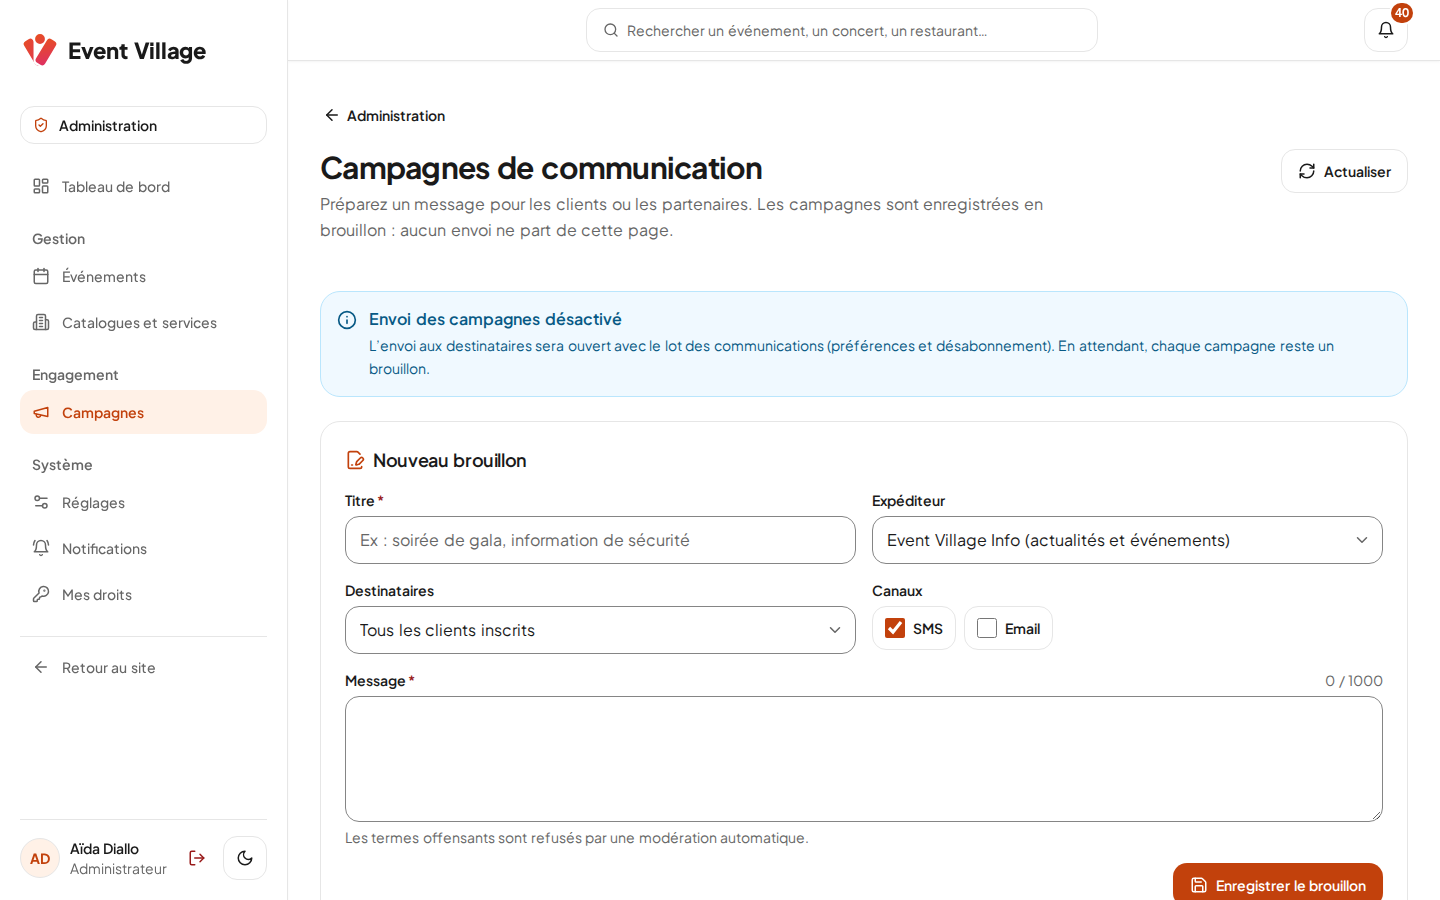 Event Village
Administration
Tableau de bord
Gestion
Événements
Catalogues et services
Engagement
Campagnes
Système
Réglages
Notifications
Mes droits
Retour au site
AD
Aïda Diallo
Administrateur
Rechercher un événement, un concert, un restaurant...
40
Administration
Campagnes de communication
Actualiser
Préparez un message pour les clients ou les partenaires. Les campagnes sont enregistrées en
brouillon : aucun envoi ne part de cette page.
Envoi des campagnes désactivé
L'envoi aux destinataires sera ouvert avec le lot des communications (préférences et désabonnement). En attendant, chaque campagne reste un
brouillon.
Nouveau brouillon
Titre *
Expéditeur
Ex : soirée de gala, information de sécurité
Event Village Info (actualités et événements)
Destinataires
Canaux
Tous les clients inscrits
SMS
Email
Message *
0 / 1000
Les termes offensants sont refusés par une modération automatique.
Enregistrer le brouillon